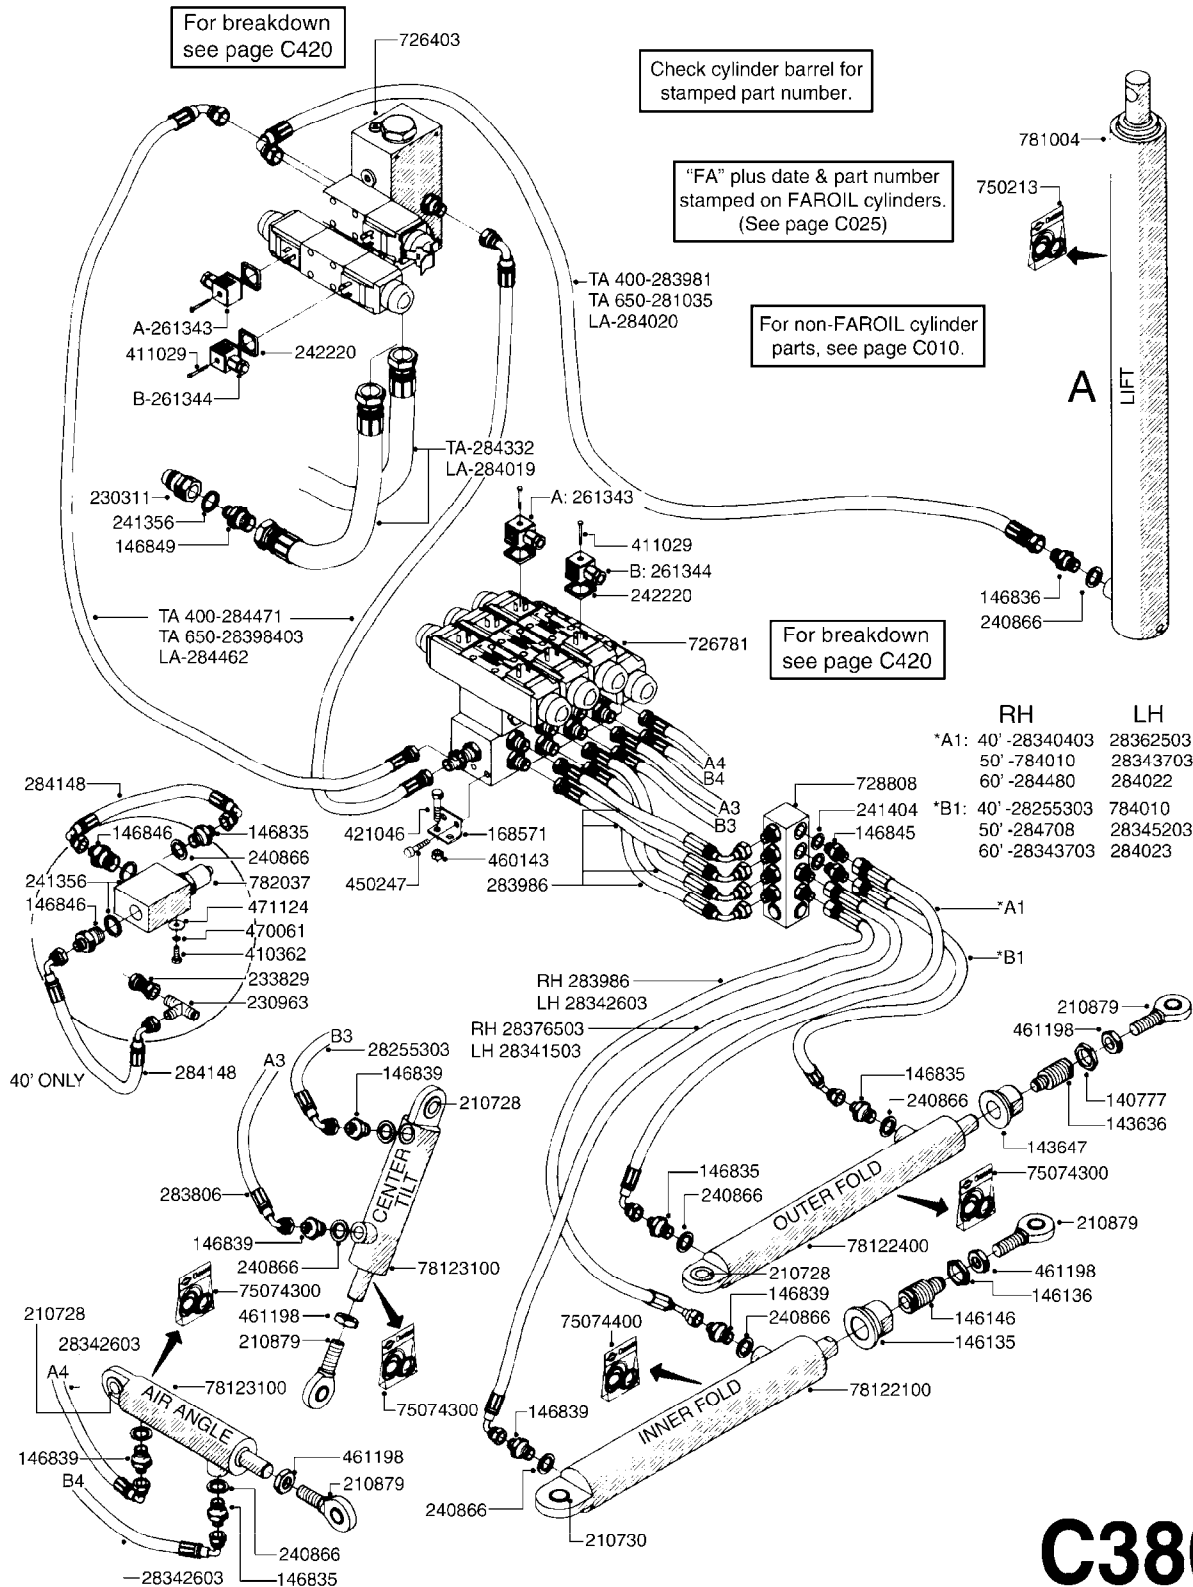 For breakdown
see page C420
726403
Check cylinder barrel for
stamped part number.
781004
"FA" plus date & part number
stamped on FAROIL cylinders.
(See page C025)
750213
TA 400-283981
TA 650-281035
LA-284020
For non-FAROIL cylinder
parts, see page C010.
A-261343
411029
242220
B-261344
A
LIFT
TA-284332
LA-284019
230311
241356
146849
A: 261343
411029
B: 261344
242220
146836
240866
TA 400-284471
TA 650-28398403
LA-284462
726781
For breakdown
see page C420
RH LH
*A1: 40' -28340403 28362503
50' -784010 28343703
60' -284480 284022
*B1: 40' -28255303 784010
50' -284708 28345203
60' -28343703 284023
A4
B4
A3
B3
728808
241404
146845
284148
146846
146835
240866
241356
782037
146846
471124
470061
410362
233829
230963
284148
40' ONLY
421046
168571
460143
450247
283986
*A1
*B1
RH 283986
LH 28342603
RH 28376503
LH 28341503
210879
461198
140777
143636
143647
75074300
146835
240866
OUTER FOLD
A3
B3
28255303
146839
210728
CENTER
TILT
283806
146839
240866
78123100
461198
210879
75074300
146835
240866
78122400
210728
210879
461198
146136
146146
146135
146839
240866
75074400
INNER FOLD
78122100
146839
240866
210730
75074300
210728
28342603
A4
78123100
AIR ANGLE
146839
B4
461198
210879
240866
28342603
146835